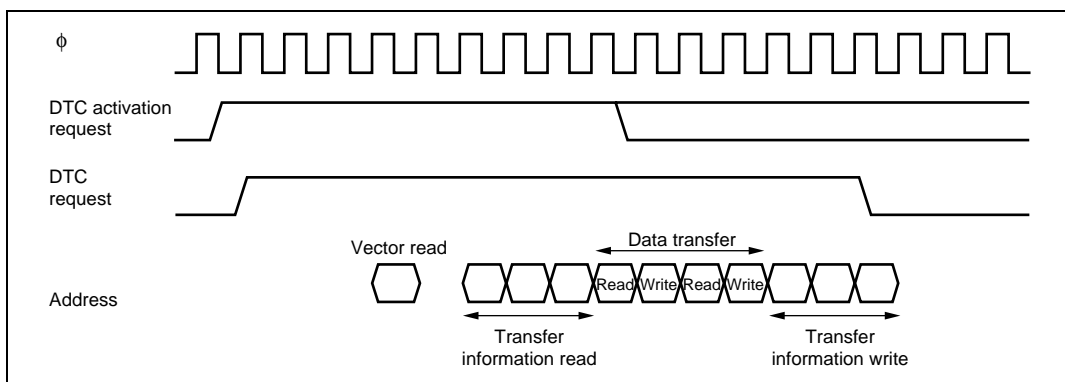 ϕ
DTC activation
request
DTC
request
Vector read
Data transfer
Address
Read Write Read Write
Transfer
information read
Transfer
information write